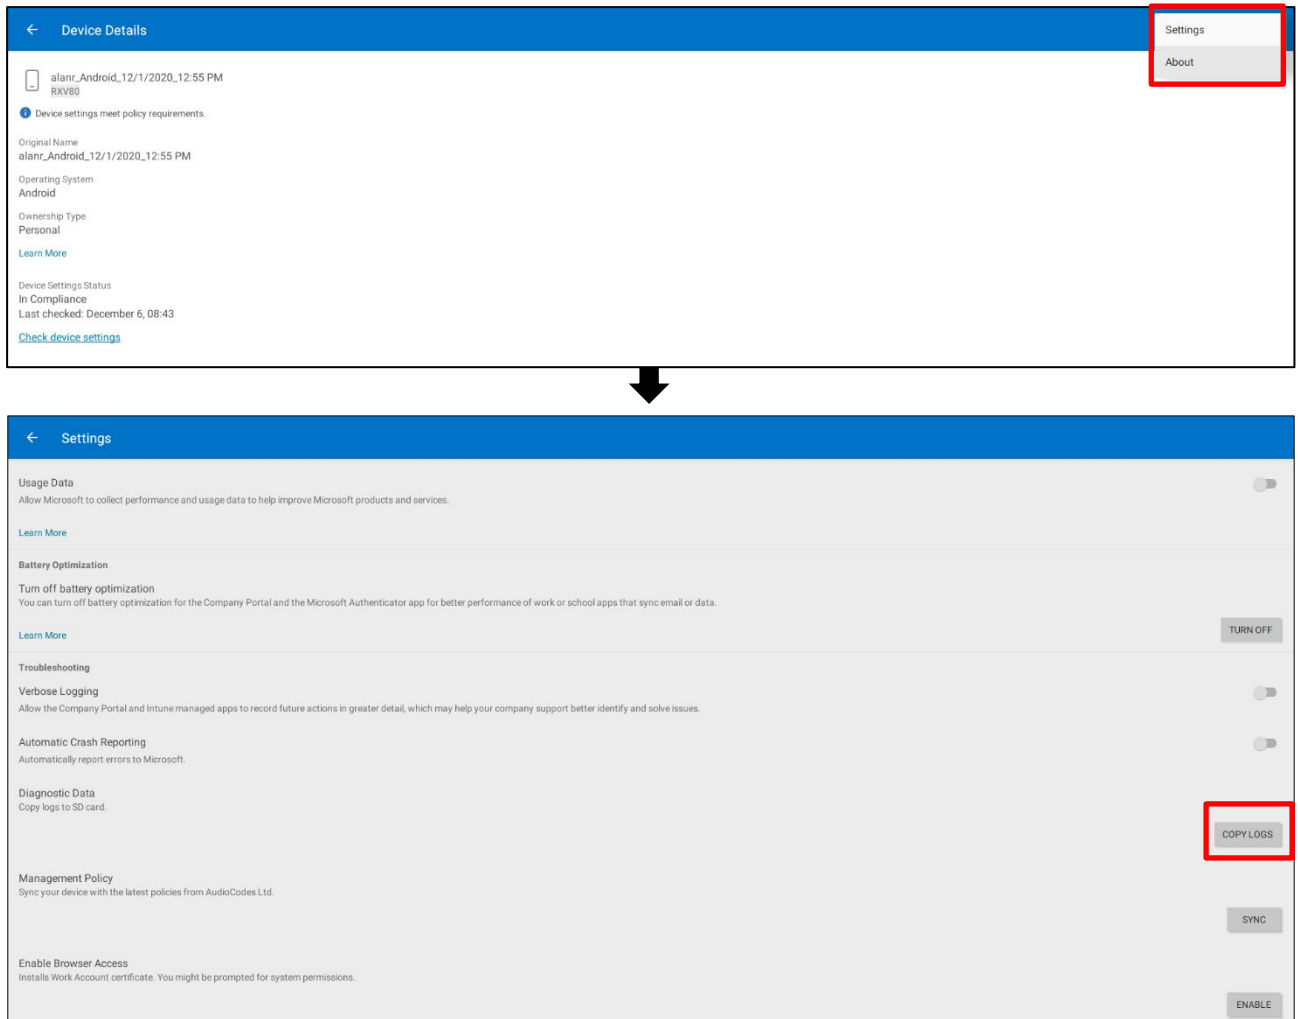 Device Details
Settings
About
alanr_Android_12/1/2020_12:55 PM
RXV80
Device settings meet policy requirements.
Original Name
alanr_Android_12/1/2020_12:55 PM
Operating System
Android
Ownership Type
Personal
Learn More
Device Settings Status
In Compliance
Last checked: December 6, 08:43
Check device settings
Settings
Usage Data
Allow Microsoft to collect performance and usage data to help improve Microsoft products and services.
Learn More
Battery Optimization
Turn off battery optimization
You can turn off battery optimization for the Company Portal and the Microsoft Authenticator app for better performance of work or school apps that sync email or data.
Learn More
TURN OFF
Troubleshooting
Verbose Logging
Allow the Company Portal and Intune managed apps to record future actions in greater detail, which may help your company support better identify and solve issues.
Automatic Crash Reporting
Automatically report errors to Microsoft.
Diagnostic Data
Copy logs to SD card.
COPY LOGS
Management Policy
Sync your device with the latest policies from AudioCodes Ltd.
SYNC
Enable Browser Access
Installs Work Account certificate. You might be prompted for system permissions.
ENABLE